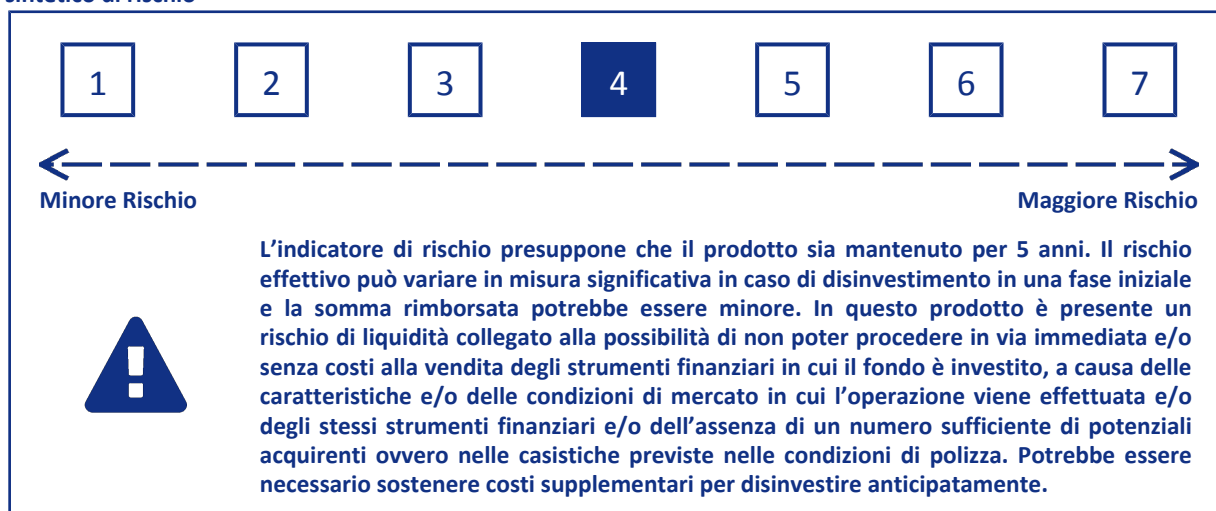 sintetico di rischio
1 2 3 4 5 6 7
Minore Rischio Maggiore Rischio
L’indicatore di rischio presuppone che il prodotto sia mantenuto per 5 anni. Il rischio
effettivo può variare in misura significativa in caso di disinvestimento in una fase iniziale
e la somma rimborsata potrebbe essere minore. In questo prodotto è presente un
rischio di liquidità collegato alla possibilità di non poter procedere in via immediata e/o
senza costi alla vendita degli strumenti finanziari in cui il fondo è investito, a causa delle
caratteristiche e/o delle condizioni di mercato in cui l’operazione viene effettuata e/o
degli stessi strumenti finanziari e/o dell’assenza di un numero sufficiente di potenziali
acquirenti ovvero nelle casistiche previste nelle condizioni di polizza. Potrebbe essere
necessario sostenere costi supplementari per disinvestire anticipatamente.